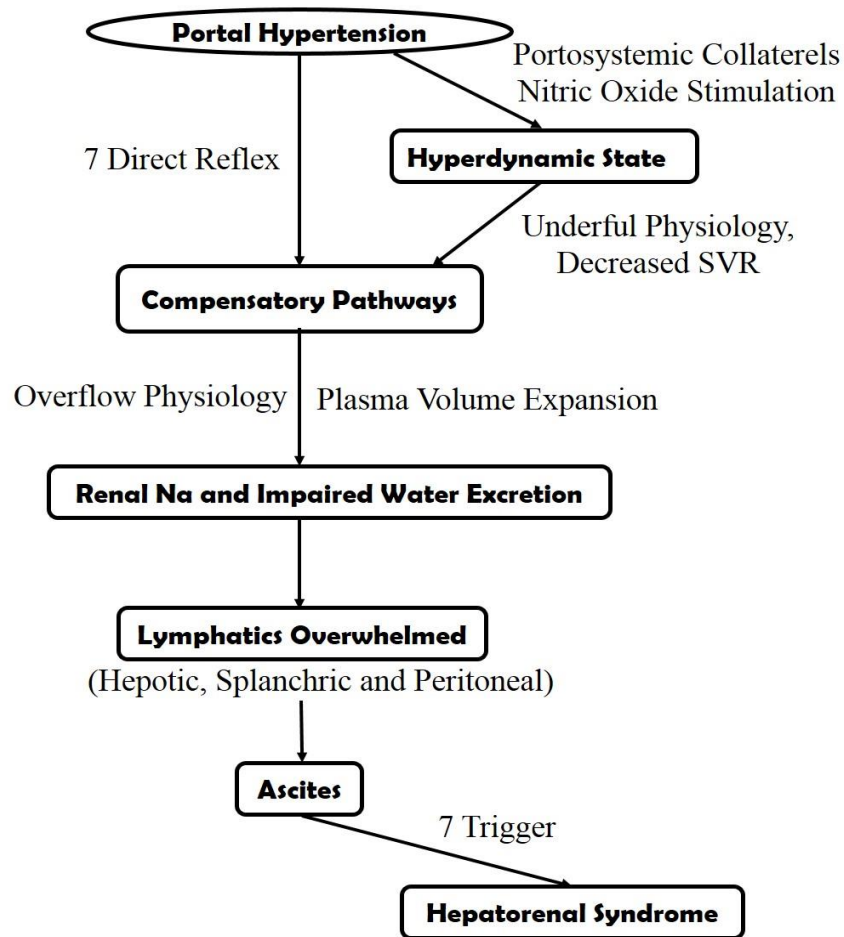 Portal Hypertension
Portosystemic Collaterels
Nitric Oxide Stimulation
7 Direct Reflex
Hyperdynamic State
Underful Physiology,
Decreased SVR
Compensatory Pathways
Overflow Physiology
Plasma Volume Expansion
Renal Na and Impaired Water Excretion
Lymphatics Overwhelmed
(Hepotic, Splanchric and Peritoneal)
Ascites
7 Trigger
Hepatorenal Syndrome